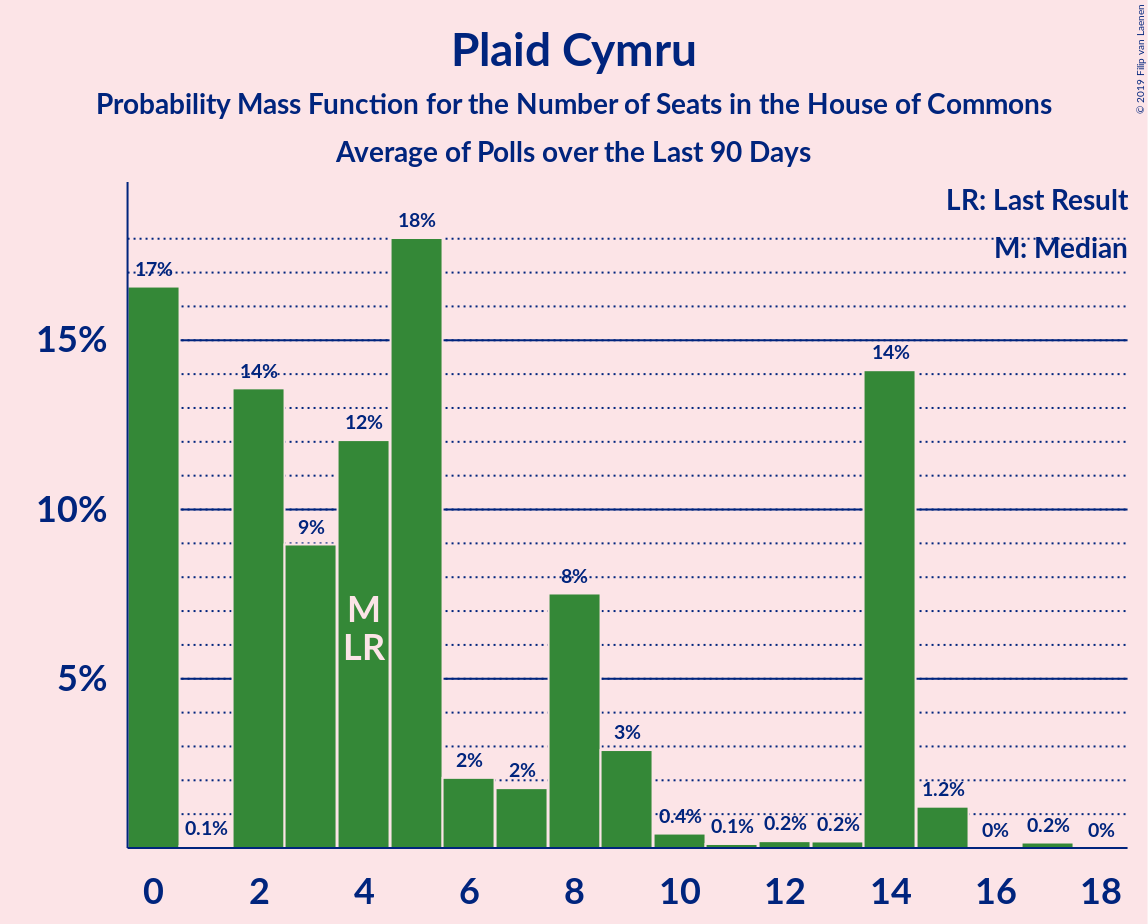 Plaid Cymru
Probability Mass Function for the Number of Seats in the House of Commons
Average of Polls over the Last 90 Days
© 2019 Filip van Laenen
LR: Last Result
M: Median
15%
10%
5%
17%
0.1%
14%
9%
12%
18%
2%
2%
8%
3%
0.4%
0.1%
0.2%
0.2%
14%
1.2%
0%
0.2%
0%
M
LR
0 2 4 6 8 10 12 14 16 18